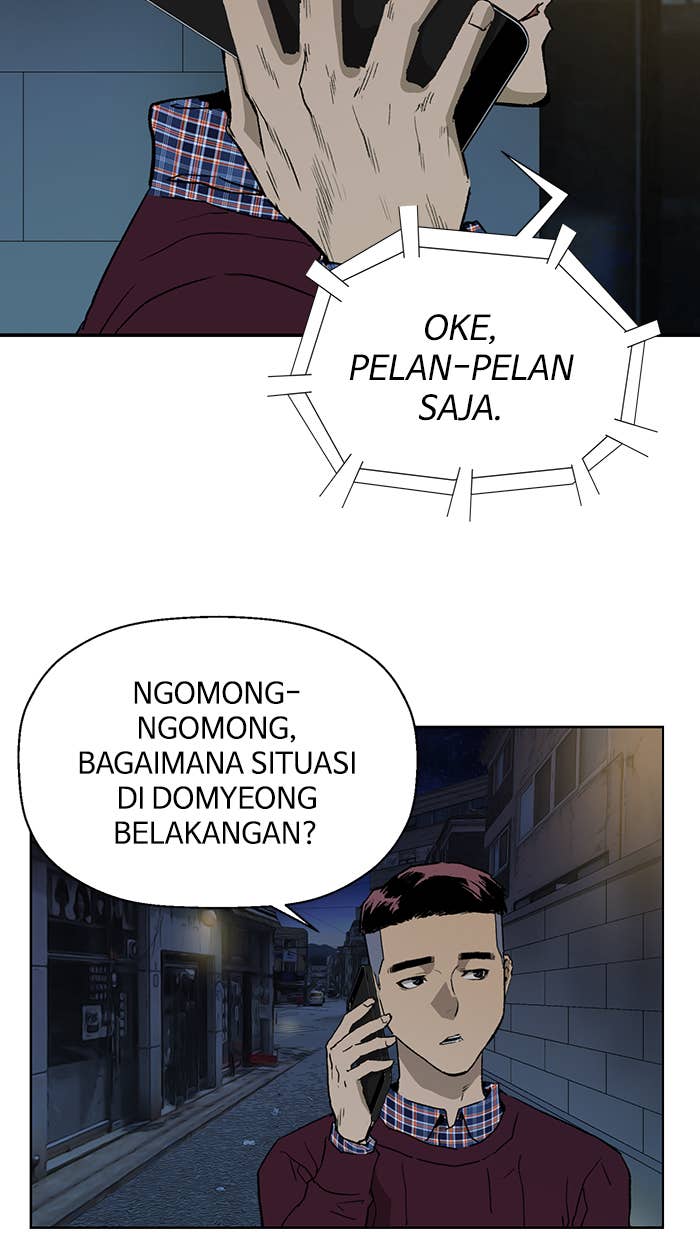 OKE,
PELAN-PELAN
SAJA.
NGOMONG-
NGOMONG,
BAGAIMANA SITUASI
DI DOMYEONG
BELAKANGAN?